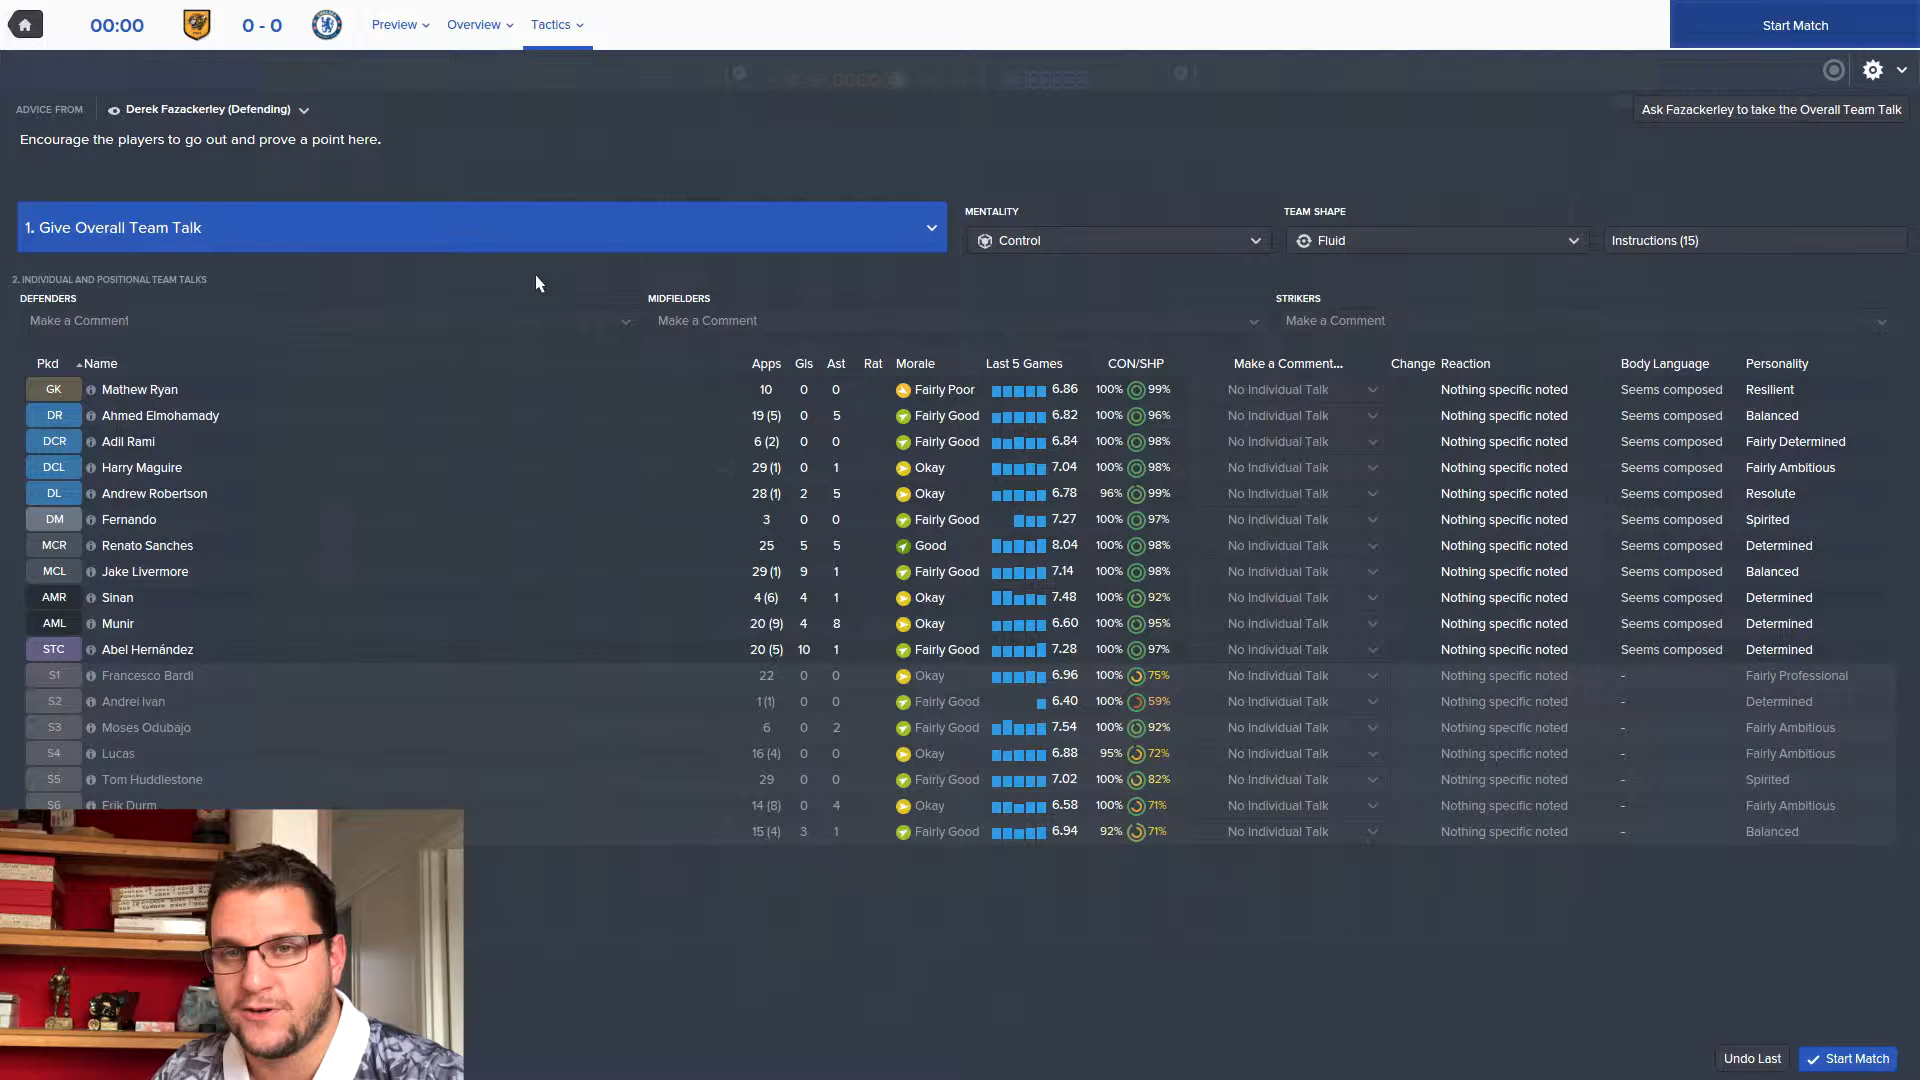 00:00 0 - 0 Preview Overview Tactics Start Match
ADVICE FROM Derek Fazackerley (Defending) Ask Fazackerley to take the Overall Team Talk
Encourage the players to go out and prove a point here.
MENTALITY TEAM SHAPE
1. Give Overall Team Talk Control Fluid Instructions (15)
2. INDIVIDUAL AND POSITIONAL TEAM TALKS
DEFENDERS MIDFIELDERS STRIKERS
Make a Comment Make a Comment Make a Comment
Pkd Name Apps Gls Ast Rat Morale Last 5 Games CON/SHP Make a Comment... Change Reaction Body Language Personality
GK Mathew Ryan 10 0 0 Fairly Poor 6.86 100% 99% No Individual Talk Nothing specific noted Seems composed Resilient
DR Ahmed Elmohamady 19 (5) 0 5 Fairly Good 6.82 100% 96% No Individual Talk Nothing specific noted Seems composed Balanced
DCR Adil Rami 6 (2) 0 0 Fairly Good 6.84 100% 98% No Individual Talk Nothing specific noted Seems composed Fairly Determined
DCL Harry Maguire 29 (1) 0 1 Okay 7.04 100% 98% No Individual Talk Nothing specific noted Seems composed Fairly Ambitious
DL Andrew Robertson 28 (1) 2 5 Okay 6.78 96% 99% No Individual Talk Nothing specific noted Seems composed Resolute
DM Fernando 3 0 0 Fairly Good 7.27 100% 97% No Individual Talk Nothing specific noted Seems composed Spirited
MCR Renato Sanches 25 5 5 Good 8.04 100% 98% No Individual Talk Nothing specific noted Seems composed Determined
MCL Jake Livermore 29 (1) 9 1 Fairly Good 7.14 100% 98% No Individual Talk Nothing specific noted Seems composed Balanced
AMR Sinan 4 (6) 4 1 Okay 7.48 100% 92% No Individual Talk Nothing specific noted Seems composed Determined
AML Munir 20 (9) 4 8 Okay 6.60 100% 95% No Individual Talk Nothing specific noted Seems composed Determined
STC Abel Hernández 20 (5) 10 1 Fairly Good 7.28 100% 97% No Individual Talk Nothing specific noted Seems composed Determined
S1 Francesco Bardi 22 0 0 Okay 6.96 100% 75% No Individual Talk Nothing specific noted - Fairly Professional
S2 Andrei Ivan 1 (1) 0 0 Fairly Good 6.40 100% 59% No Individual Talk Nothing specific noted - Determined
S3 Moses Odubajo 6 0 2 Fairly Good 7.54 100% 92% No Individual Talk Nothing specific noted - Fairly Ambitious
S4 Lucas 16 (4) 0 0 Okay 6.88 95% 72% No Individual Talk Nothing specific noted - Fairly Ambitious
S5 Tom Huddlestone 29 0 0 Fairly Good 7.02 100% 82% No Individual Talk Nothing specific noted - Spirited
S6 Erik Durm 14 (8) 0 4 Okay 6.58 100% 71% No Individual Talk Nothing specific noted - Fairly Ambitious
15 (4) 3 1 Fairly Good 6.94 92% 71% No Individual Talk Nothing specific noted - Balanced
Undo Last Start Match